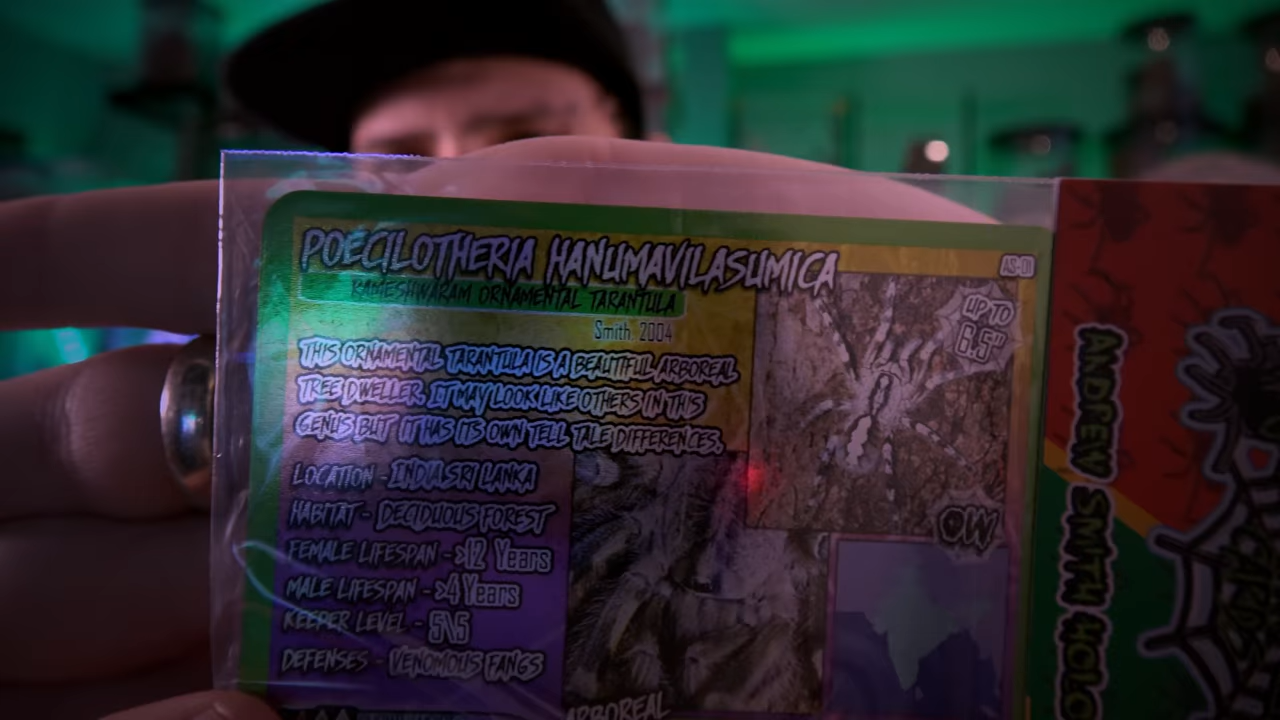 POECILOTHERIA HANUMAVILASUMICA
AS-01
RAMESHWARAM ORNAMENTAL TARANTULA
Smith, 2004
UP TO
6.5"
THIS ORNAMENTAL TARANTULA IS A BEAUTIFUL ARBOREAL
TREE DWELLER. IT MAY LOOK LIKE OTHERS IN THIS
GENUS BUT IT HAS ITS OWN TELL TALE DIFFERENCES.
LOCATION - INDIA\SRI LANKA
HABITAT - DECIDUOUS FOREST
FEMALE LIFESPAN - >12 Years
MALE LIFESPAN - >4 Years
KEEPER LEVEL - 5\5
DEFENSES - VENOMOUS FANGS
OW
ARBOREAL
ANDREW SMITH HOLO
CARDS